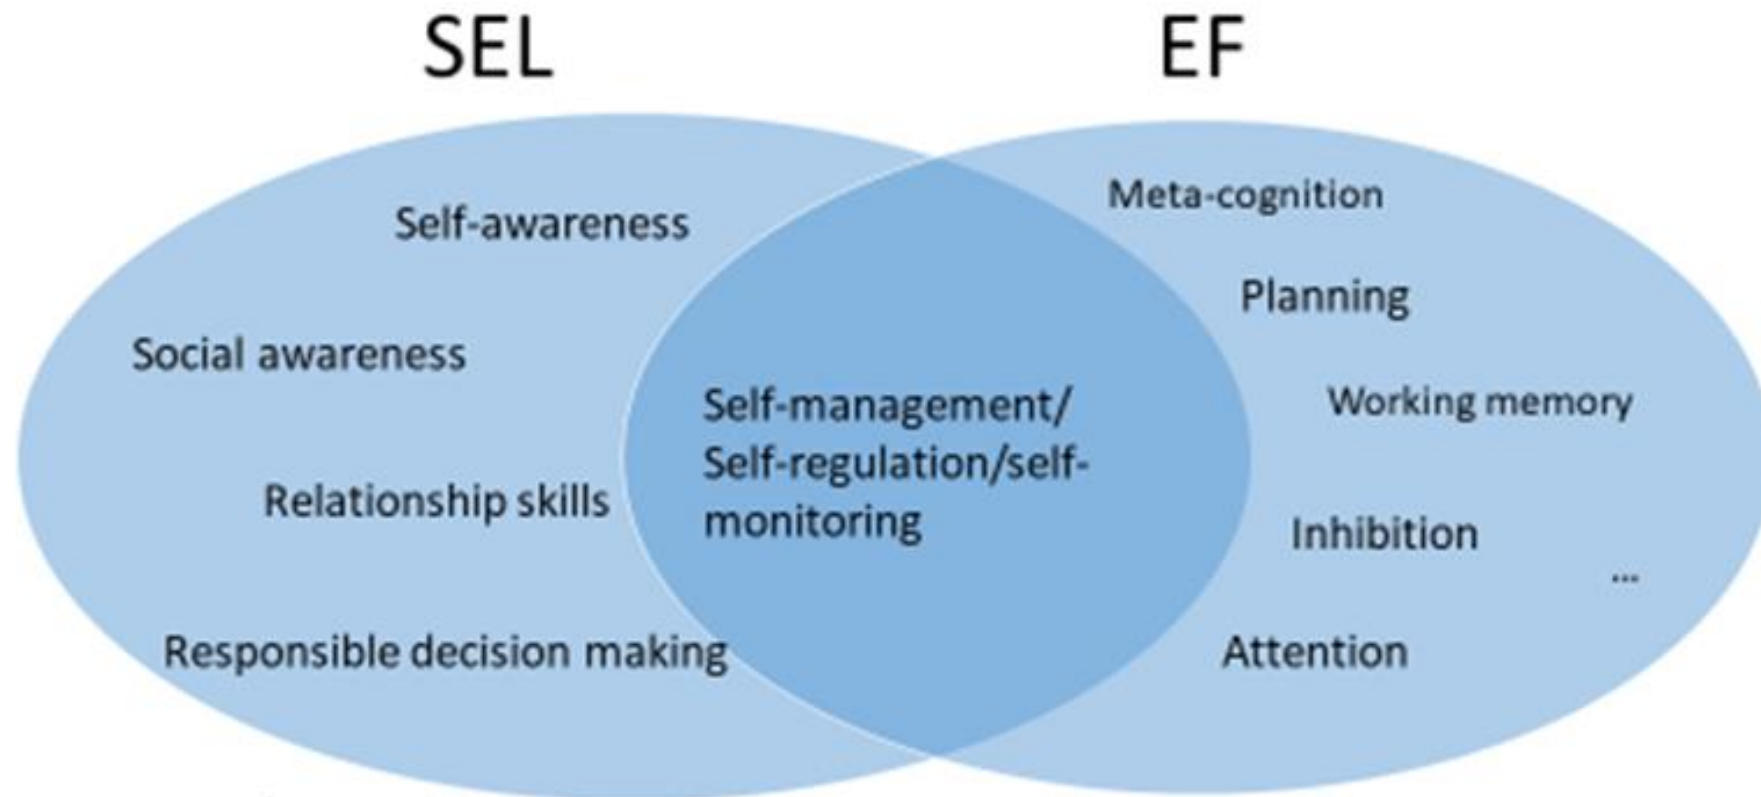 SEL
EF
Self-awareness
Social awareness
Relationship skills
Responsible decision making
Self-management/
Self-regulation/self-
monitoring
Meta-cognition
Planning
Working memory
Inhibition
...
Attention